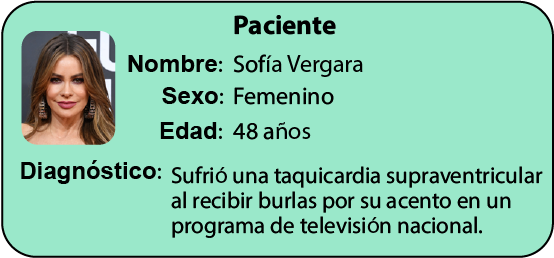 Paciente
Nombre: Sofía Vergara
Sexo: Femenino
Edad: 48 años
Diagnóstico: Sufrió una taquicardia supraventricular
al recibir burlas por su acento en un
programa de televisión nacional.